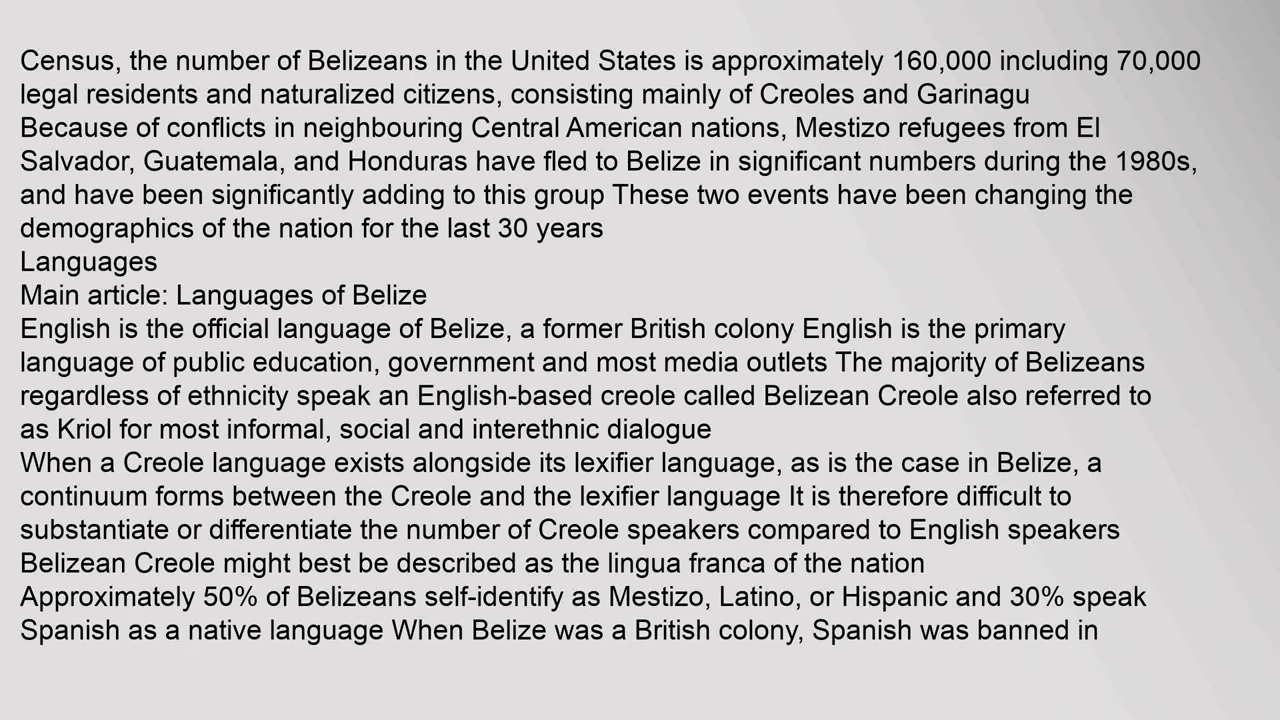 Census, the number of Belizeans in the United States is approximately 160,000 including 70,000
legal residents and naturalized citizens, consisting mainly of Creoles and Garinagu
Because of conflicts in neighbouring Central American nations, Mestizo refugees from El
Salvador, Guatemala, and Honduras have fled to Belize in significant numbers during the 1980s,
and have been significantly adding to this group These two events have been changing the
demographics of the nation for the last 30 years
Languages
Main article: Languages of Belize
English is the official language of Belize, a former British colony English is the primary
language of public education, government and most media outlets The majority of Belizeans
regardless of ethnicity speak an English-based creole called Belizean Creole also referred to
as Kriol for most informal, social and interethnic dialogue
When a Creole language exists alongside its lexifier language, as is the case in Belize, a
continuum forms between the Creole and the lexifier language It is therefore difficult to
substantiate or differentiate the number of Creole speakers compared to English speakers
Belizean Creole might best be described as the lingua franca of the nation
Approximately 50% of Belizeans self-identify as Mestizo, Latino, or Hispanic and 30% speak
Spanish as a native language When Belize was a British colony, Spanish was banned in